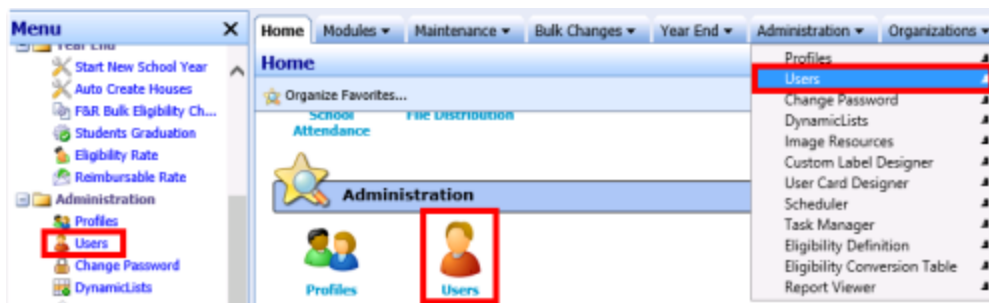 Menu
Year End
Start New School Year
Auto Create Houses
F&R Bulk Eligibility Ch...
Students Graduation
Eligibility Rate
Reimbursable Rate
Administration
Profiles
Users
Change Password
DynamicLists
Home Modules Maintenance Bulk Changes Year End Administration Organizations
Home
Organize Favorites...
School
Attendance
File Distribution
Administration
Profiles
Users
Profiles
Users
Change Password
DynamicLists
Image Resources
Custom Label Designer
User Card Designer
Scheduler
Task Manager
Eligibility Definition
Eligibility Conversion Table
Report Viewer